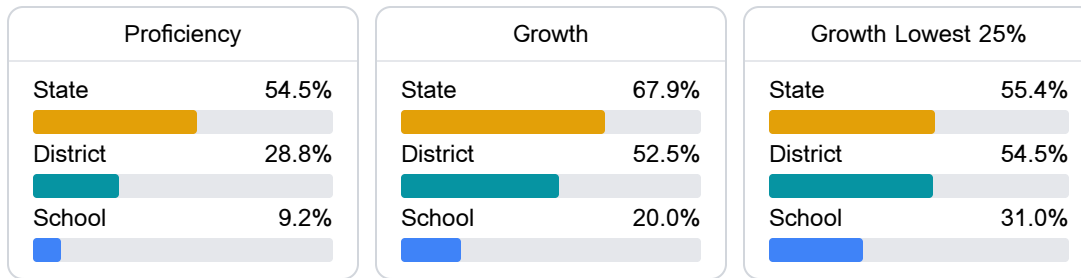 Proficiency
State 54.5%
District 28.8%
School 9.2%
Growth
State 67.9%
District 52.5%
School 20.0%
Growth Lowest 25%
State 55.4%
District 54.5%
School 31.0%